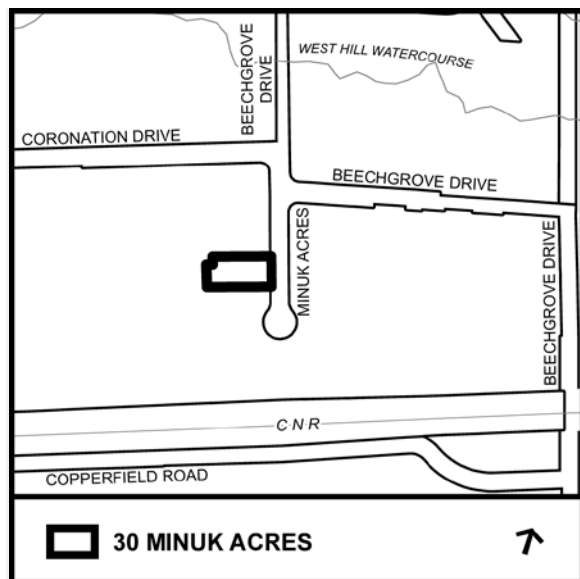 BEECHGROVE
DRIVE
WEST HILL WATERCOURSE
CORONATION DRIVE
BEECHGROVE DRIVE
MINUK ACRES
BEECHGROVE DRIVE
CNR
COPPERFIELD ROAD
30 MINUK ACRES